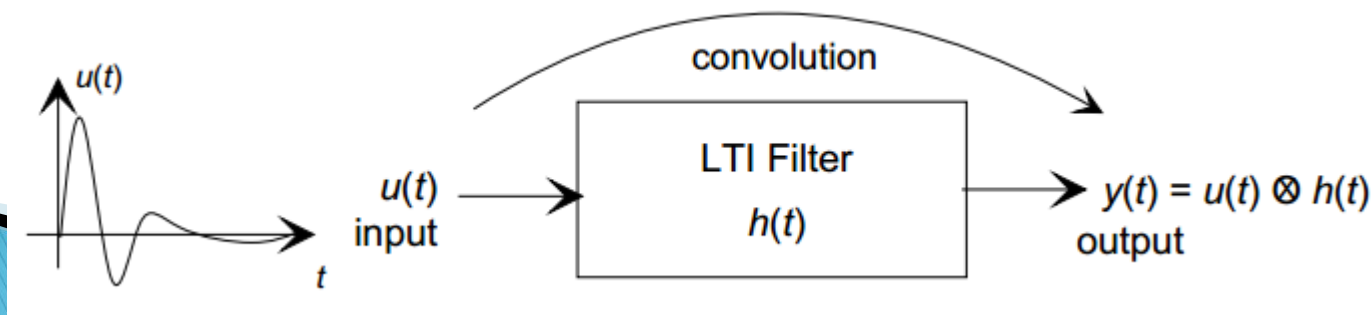 convolution
u(t)
LTI Filter
u(t)
h(t)
y(t) = u(t) ⊗ h(t)
input
output
t